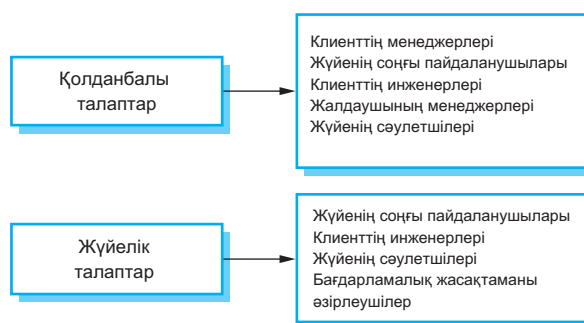 Қолданбалы
талаптар
Клиенттің менеджерлері
Жүйенің соңғы пайдаланушылары
Клиенттің инженерлері
Жалдаушының менеджерлері
Жүйенің сәулетшілері
Жүйелік
талаптар
Жүйенің соңғы пайдаланушылары
Клиенттің инженерлері
Жүйенің сәулетшілері
Бағдарламалық жасақтаманы
әзірлеушілер